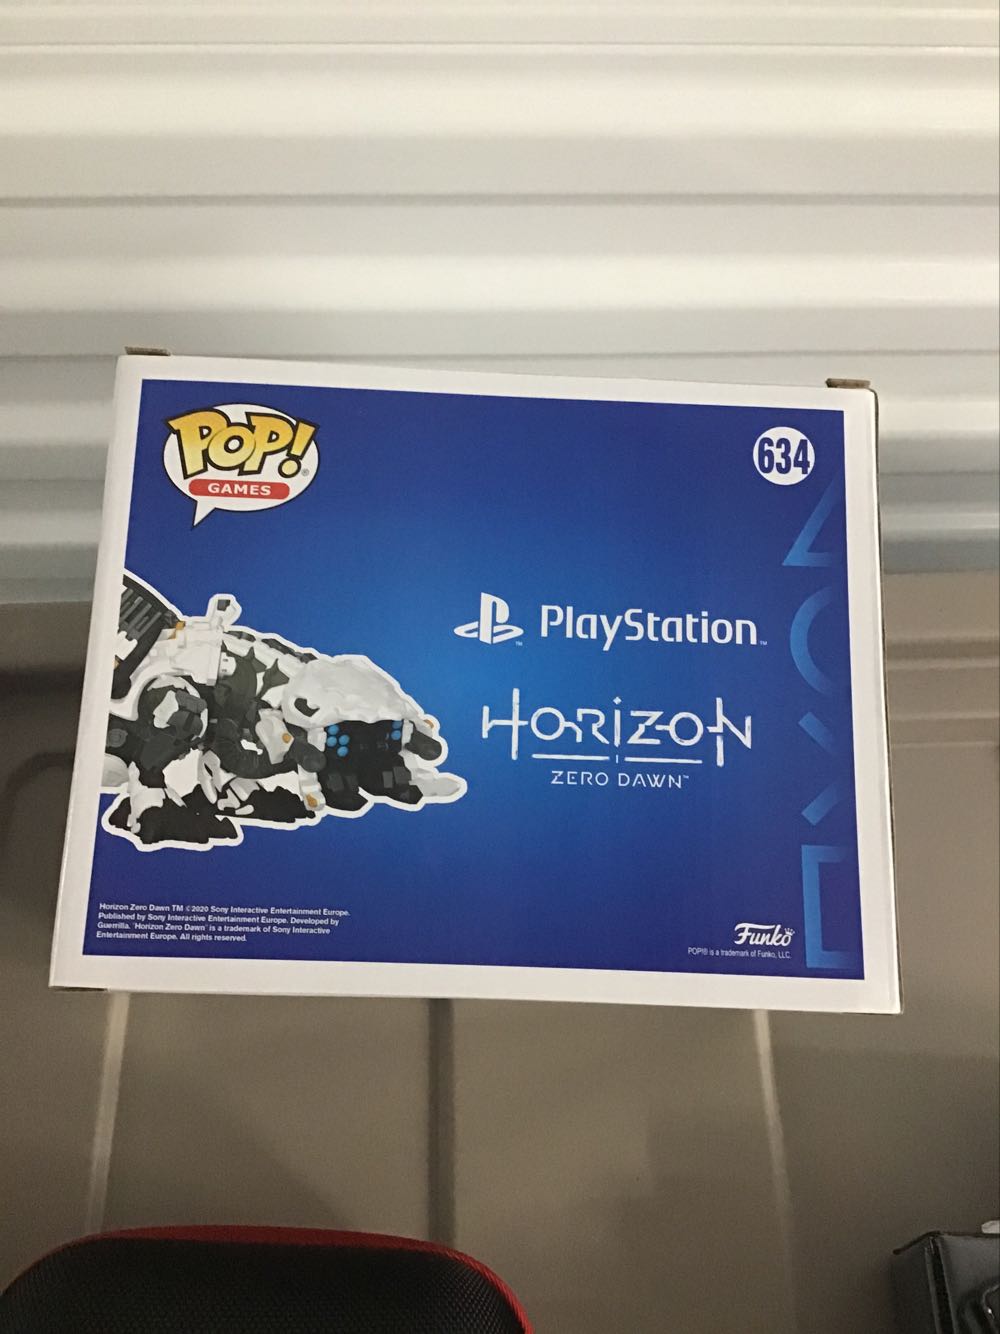 POP!®
GAMES
634
PlayStation™
HORIZON
ZERO DAWN™
Horizon Zero Dawn TM ©2020 Sony Interactive Entertainment Europe.
Published by Sony Interactive Entertainment Europe. Developed by
Guerrilla. "Horizon Zero Dawn" is a trademark of Sony Interactive
Entertainment Europe. All rights reserved.
Funko
POP!® is a trademark of Funko, LLC.